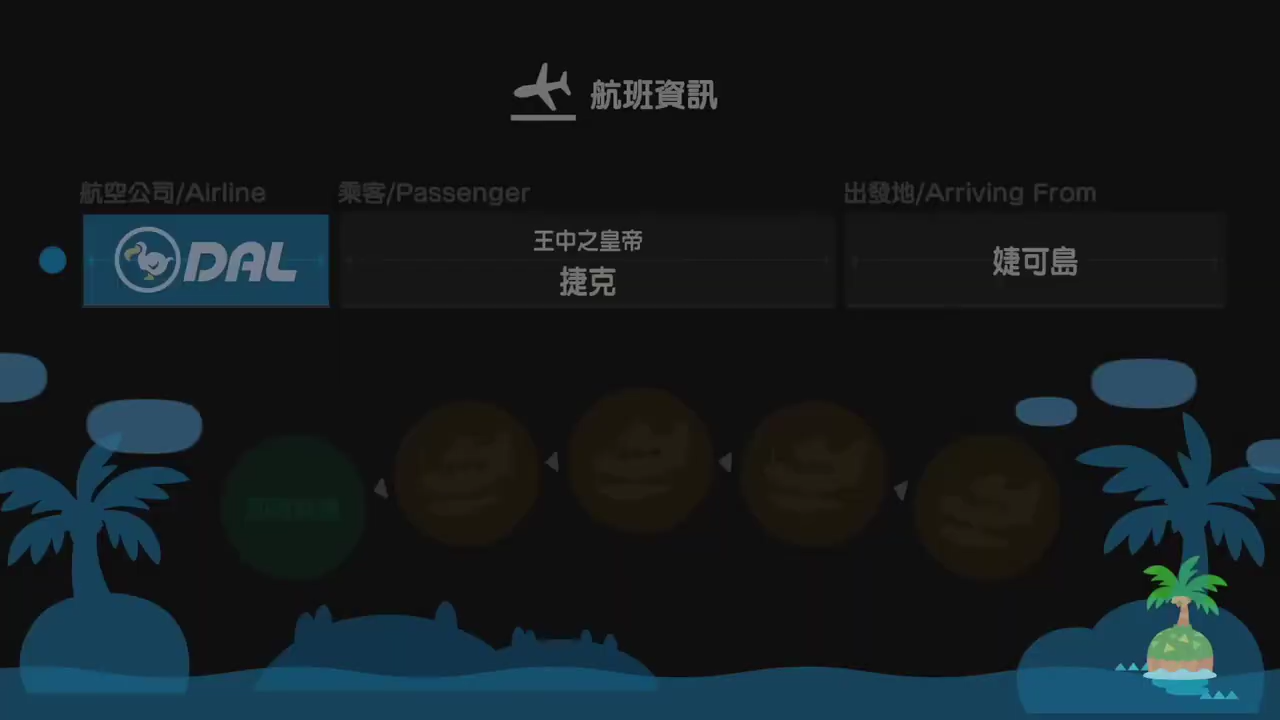 航班資訊
航空公司/Airline
乘客/Passenger
出發地/Arriving From
DAL
王中之皇帝
捷克
婕可島